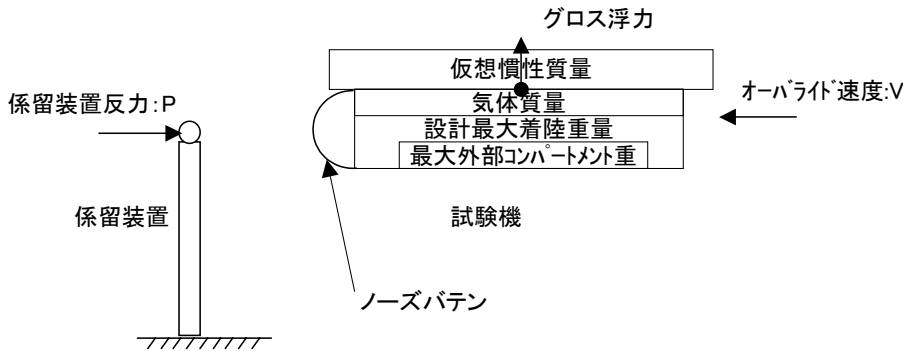 グロス浮力
仮想慣性質量
係留装置反力:P
気体質量
オーバライド速度:V
設計最大着陸重量
最大外部コンパートメント重
係留装置
試験機
ノーズバテン